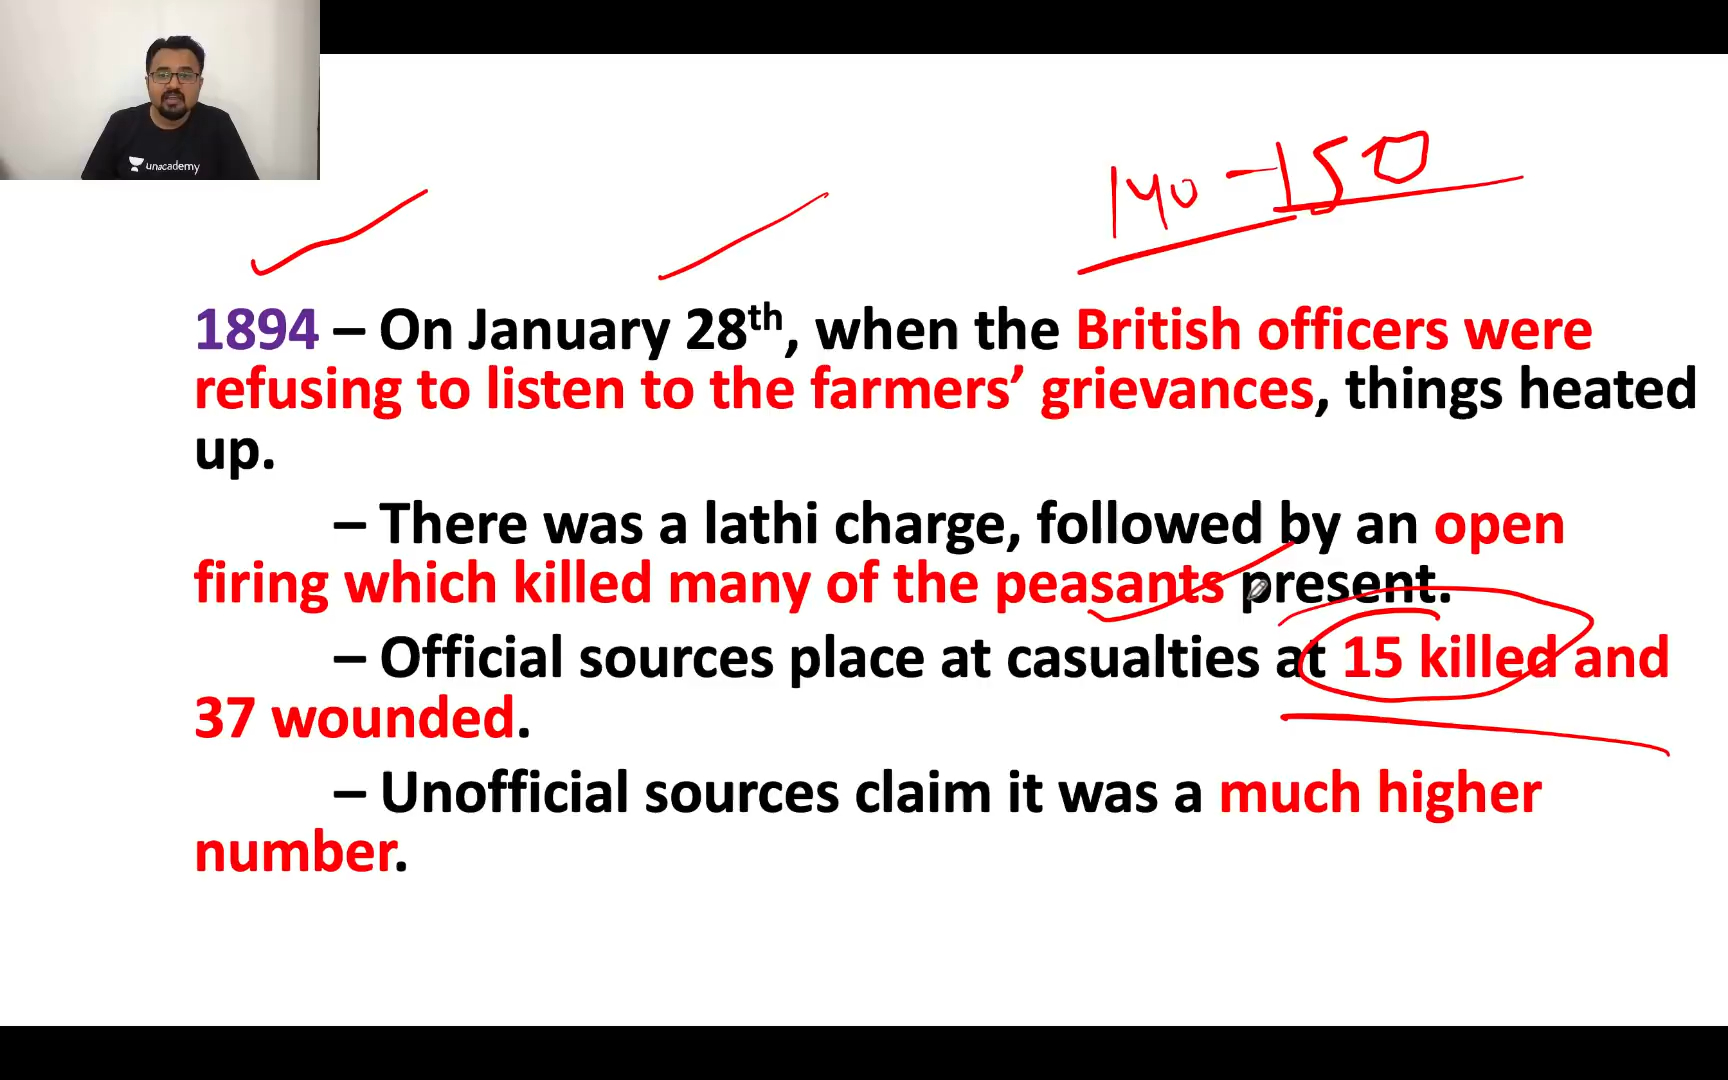 unacademy
140 - 150
1894 – On January 28th, when the British officers were
refusing to listen to the farmers’ grievances, things heated
up.
– There was a lathi charge, followed by an open
firing which killed many of the peasants present.
– Official sources place at casualties at 15 killed and
37 wounded.
– Unofficial sources claim it was a much higher
number.